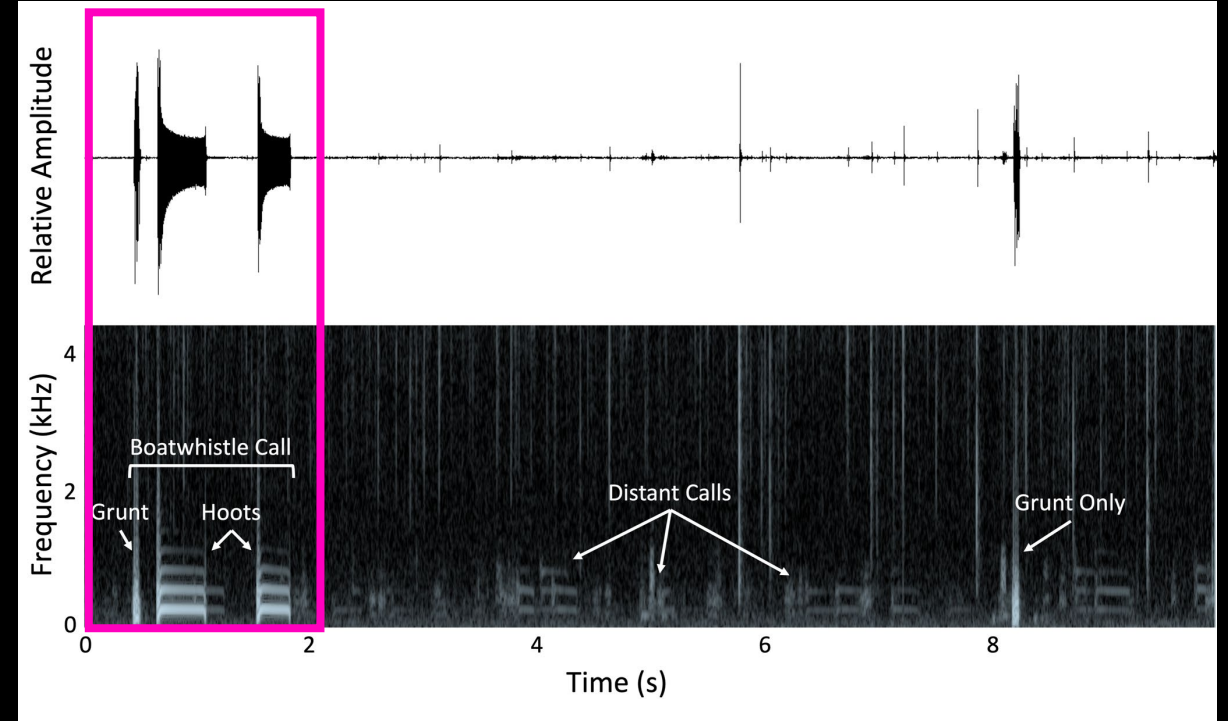 Relative Amplitude
Frequency (kHz)
4
2
0
Boatwhistle Call
Grunt
Hoots
Distant Calls
Grunt Only
0
2
4
6
8
Time (s)